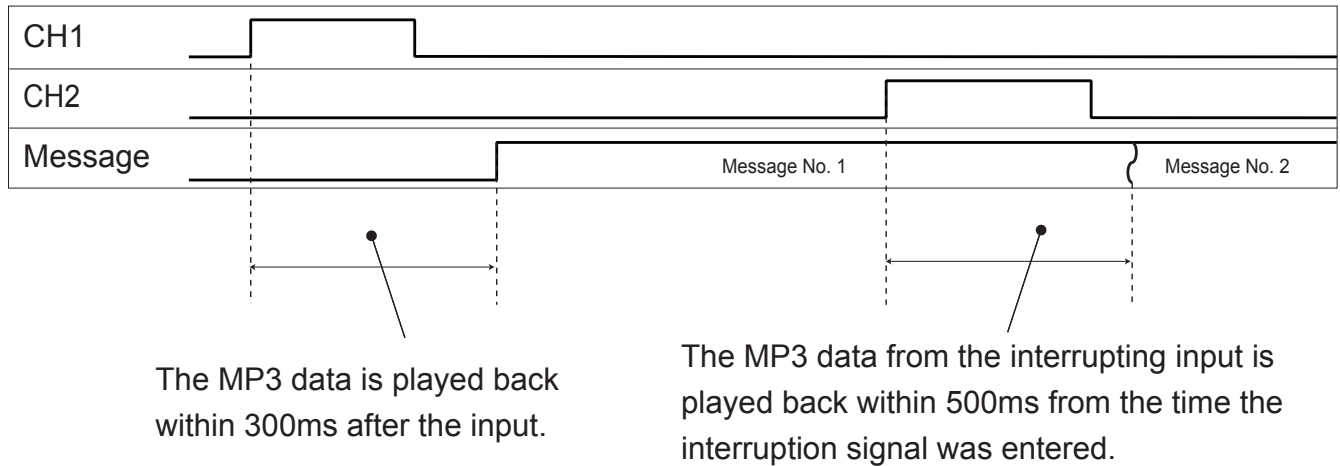 CH1
CH2
Message
Message No. 1
Message No. 2
The MP3 data is played back
within 300ms after the input.
The MP3 data from the interrupting input is
played back within 500ms from the time the
interruption signal was entered.